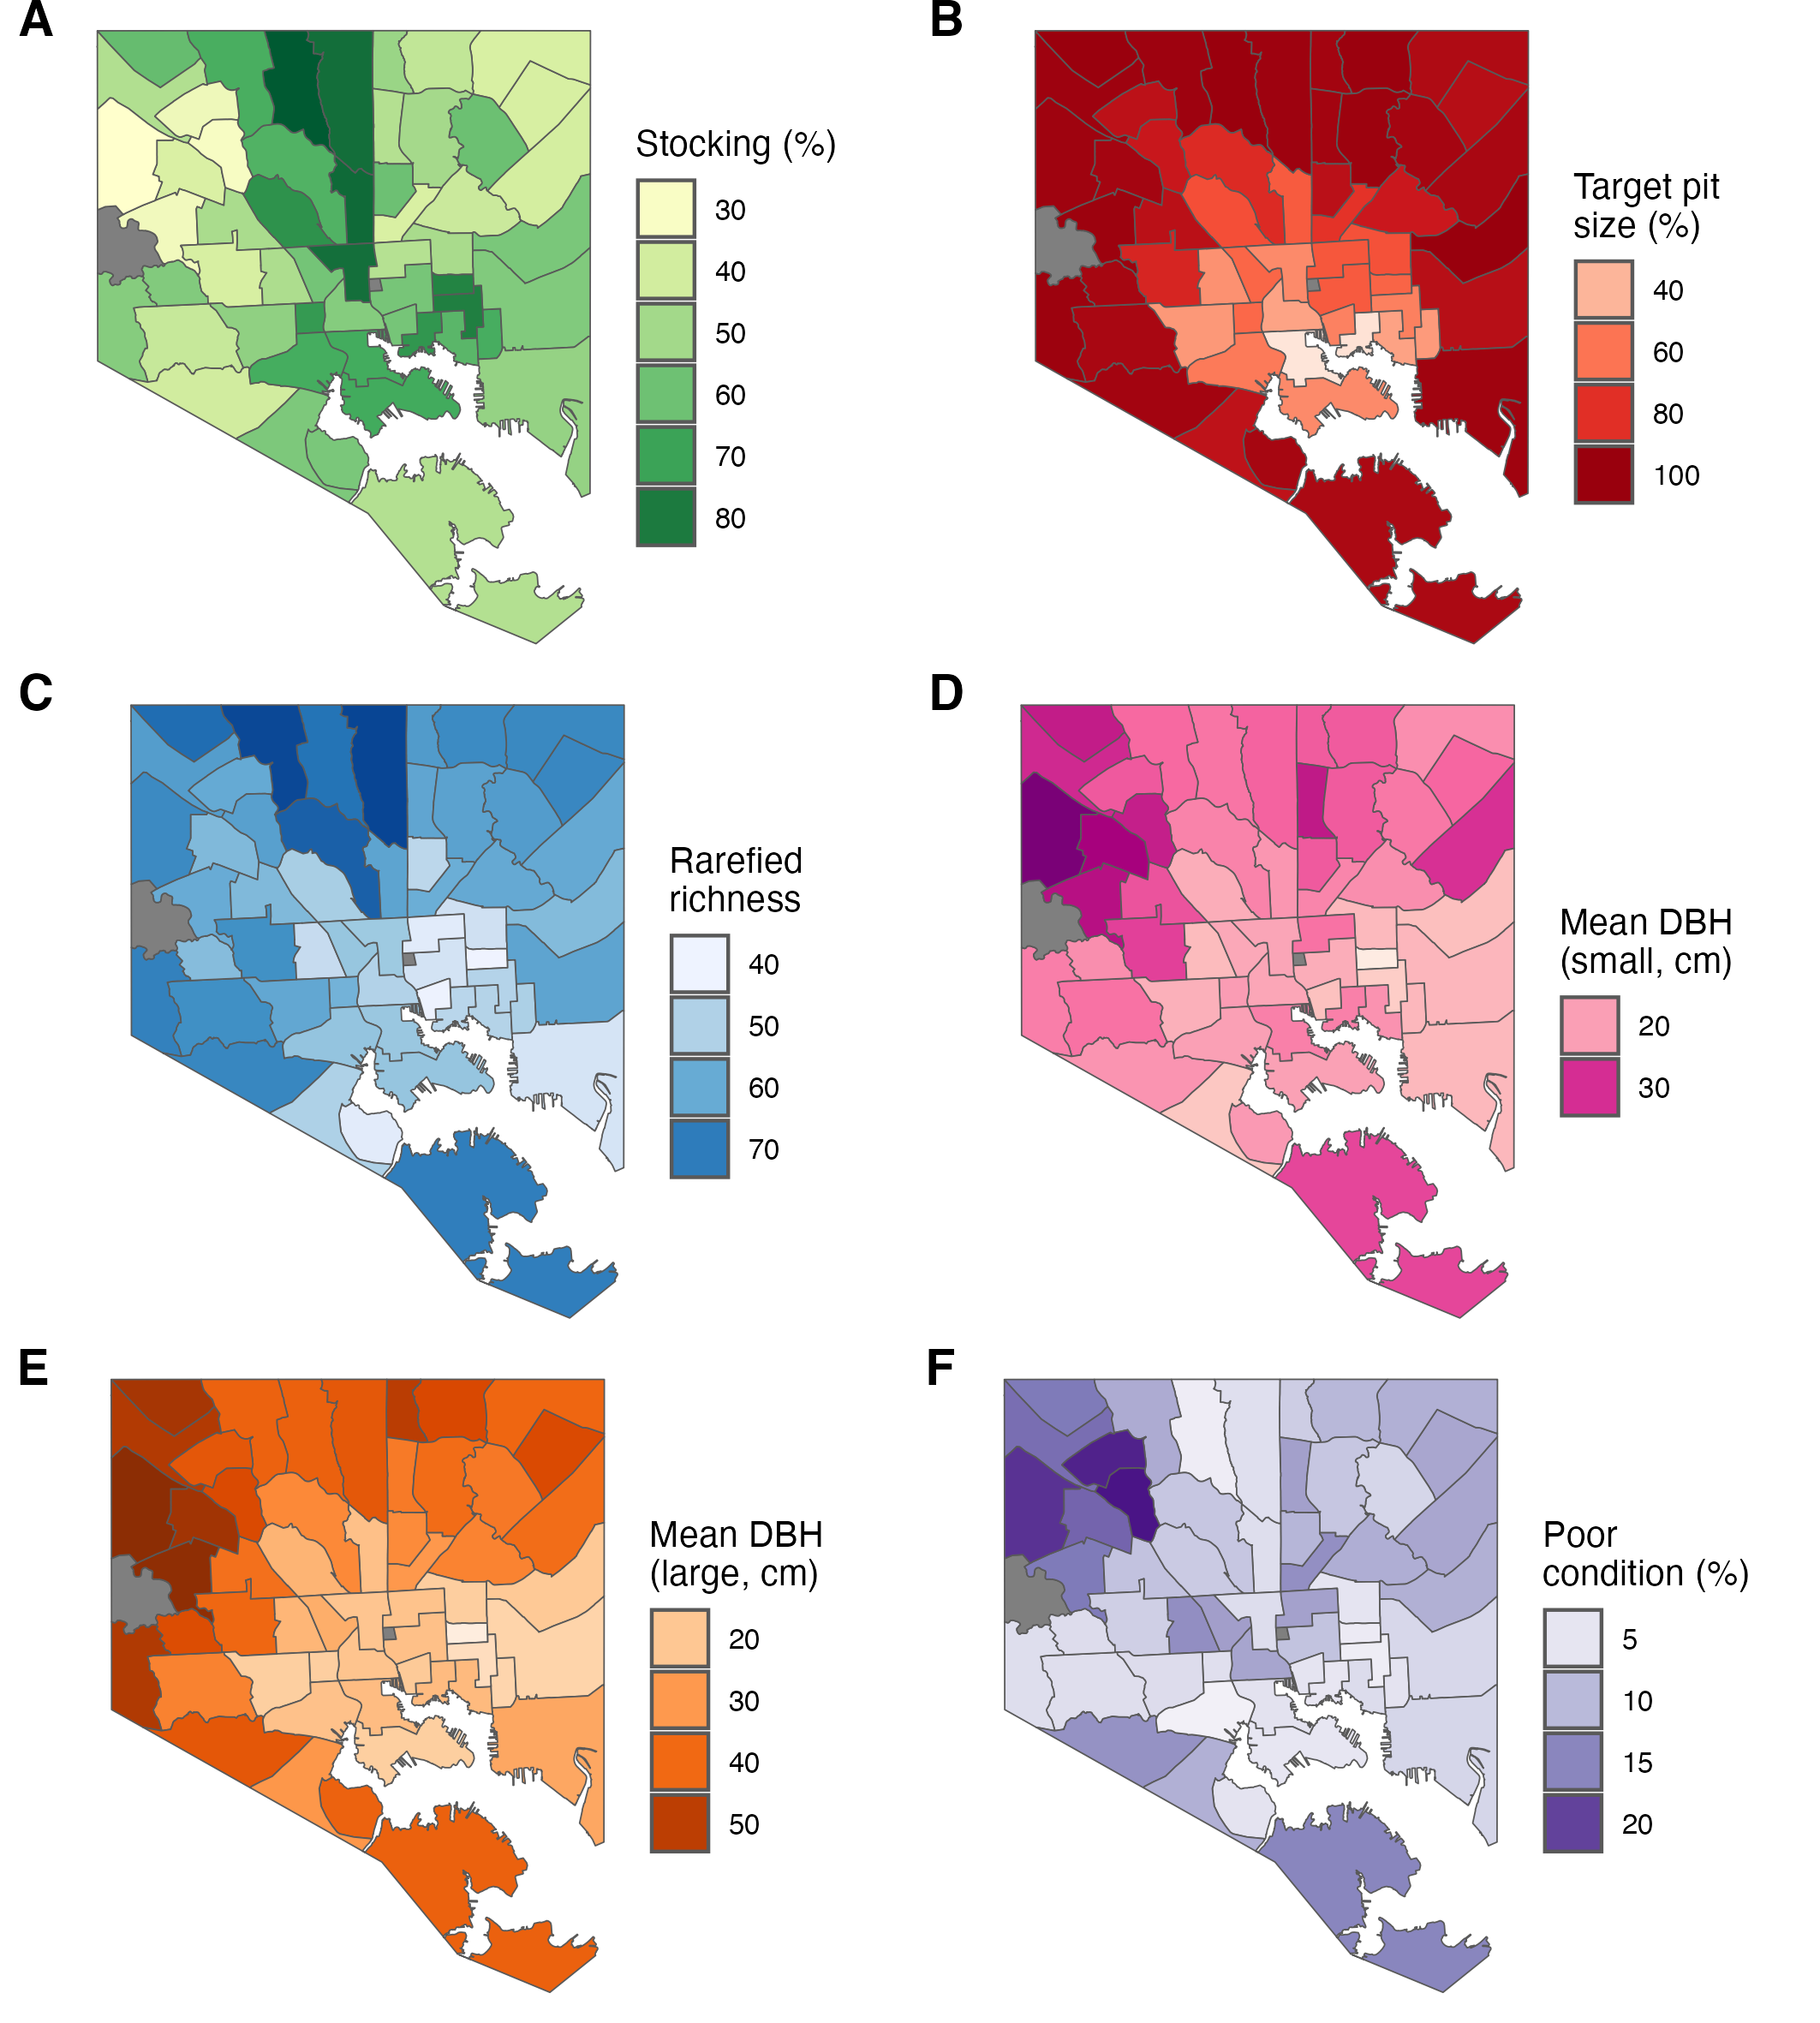 A
Stocking (%)
30
40
50
60
70
80
B
Target pit
size (%)
40
60
80
100
C
Rarefied
richness
40
50
60
70
D
Mean DBH
(small, cm)
20
30
E
Mean DBH
(large, cm)
20
30
40
50
F
Poor
condition (%)
5
10
15
20